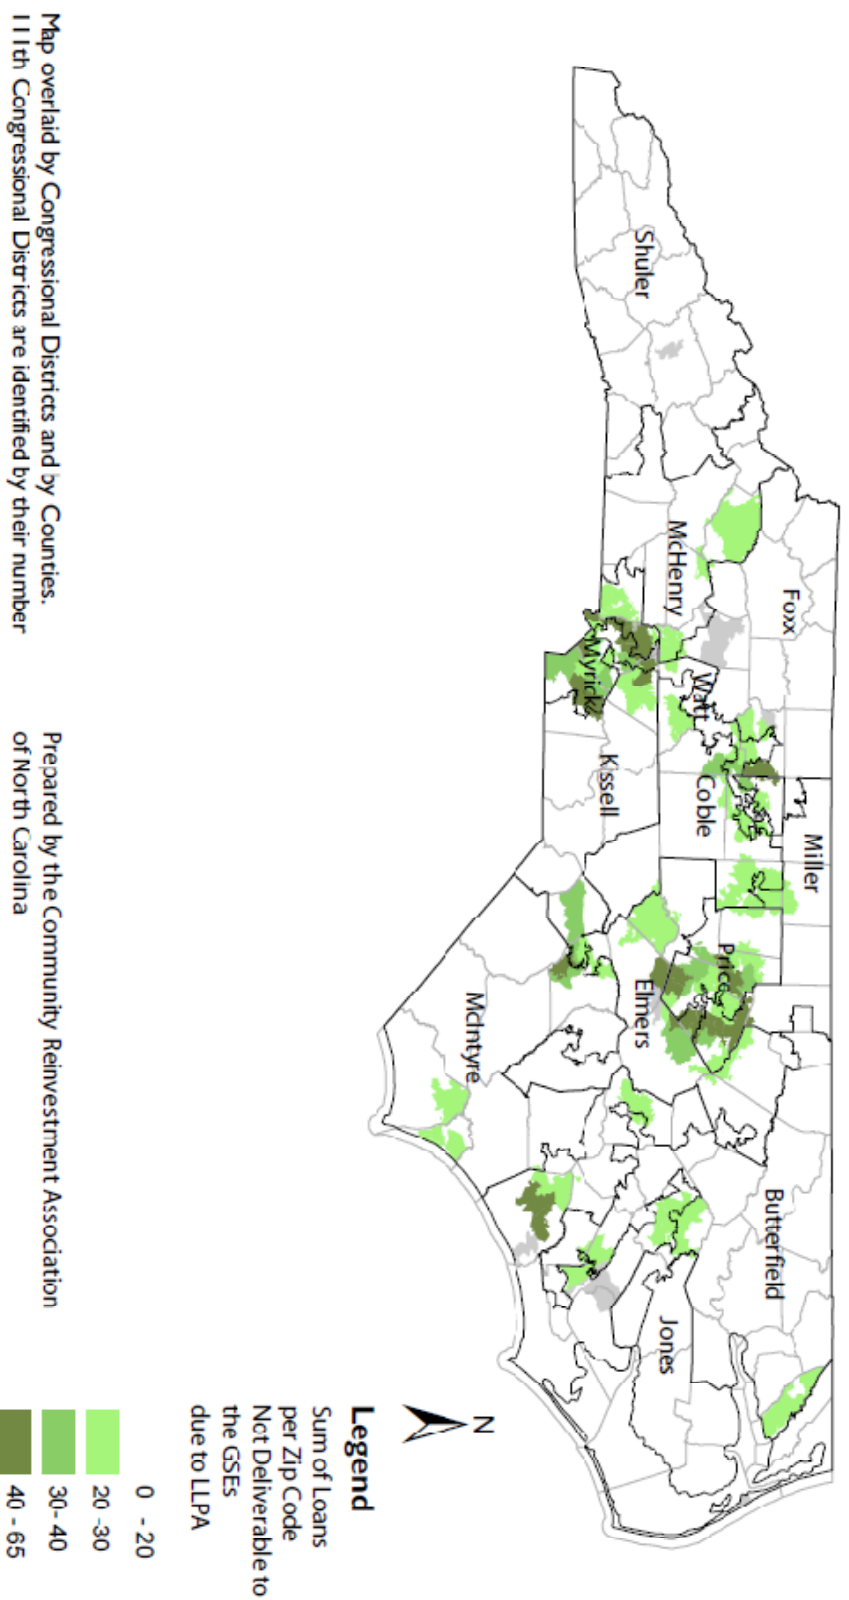 Shuler
McHenry
Foxx
Myrick
Watt
Kissell
Coble
Miller
Price
Elmers
McIntyre
Butterfield
Jones
N
Legend
Sum of Loans
per Zip Code
Not Deliverable to
the GSEs
due to LLPA
0 - 20
20 -30
30- 40
40 - 65
Map overlaid by Congressional Districts and by Counties.
111th Congressional Districts are identified by their number
Prepared by the Community Reinvestment Association
of North Carolina